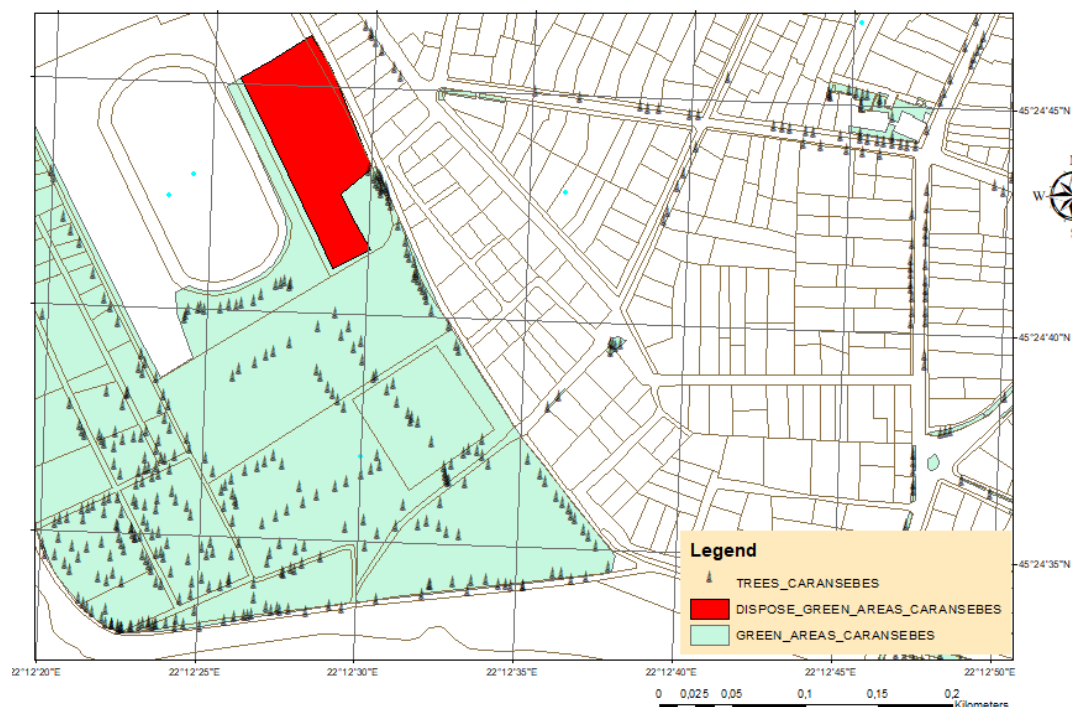 45°24'45"N
N
W
S
45°24'40"N
Legend
TREES_CARANSEBES
DISPOSE_GREEN_AREAS_CARANSEBES
GREEN_AREAS_CARANSEBES
45°24'35"N
22°12'20"E
22°12'25"E
22°12'30"E
22°12'35"E
22°12'40"E
22°12'45"E
22°12'50"E
0 0,025 0,05 0,1 0,15 0,2
Kilometers